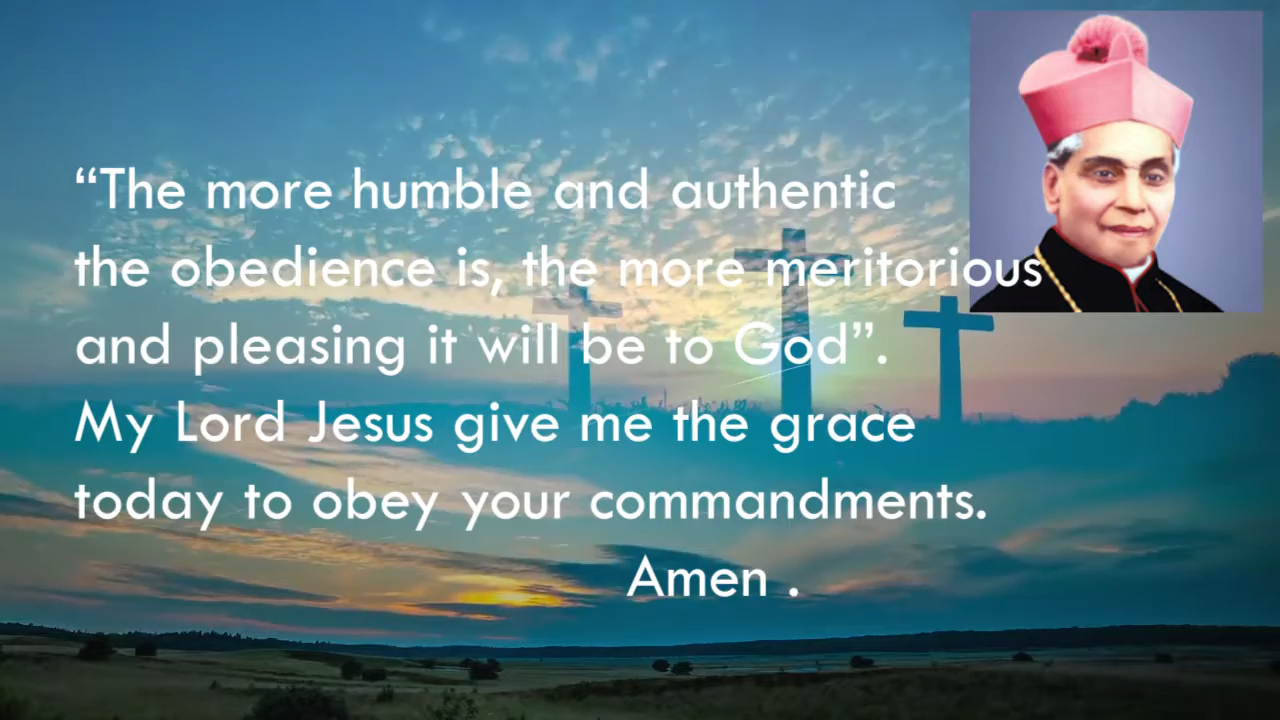 “The more humble and authentic
the obedience is, the more meritorious
and pleasing it will be to God”.
My Lord Jesus give me the grace
today to obey your commandments.
Amen .